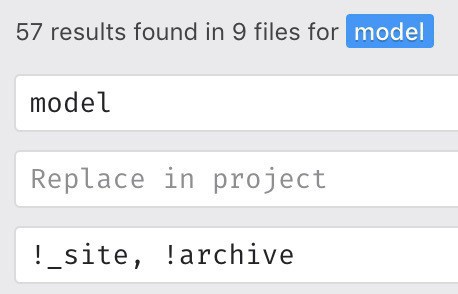 57 results found in 9 files for model
model
Replace in project
!_site, !archive